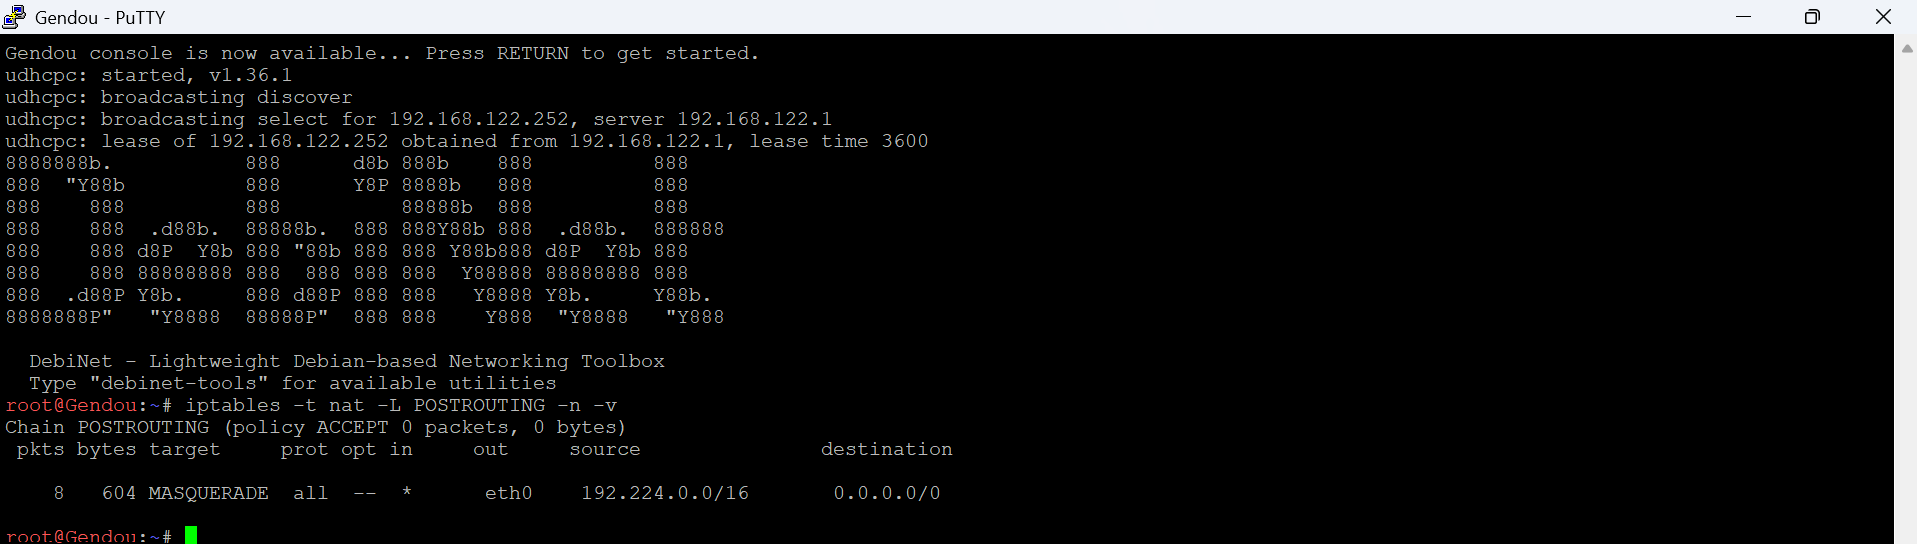 Gendou - PuTTY
Gendou console is now available... Press RETURN to get started.
udhcpc: started, v1.36.1
udhcpc: broadcasting discover
udhcpc: broadcasting select for 192.168.122.252, server 192.168.122.1
udhcpc: lease of 192.168.122.252 obtained from 192.168.122.1, lease time 3600
8888888b.           888      d8b 888b    888          888
888  "Y88b          888      Y8P 8888b   888          888
888    888          888          88888b  888          888
888    888  .d88b.  88888b.  888 888Y88b 888  .d88b.  888888
888    888 d8P  Y8b 888 "88b 888 888 Y88b888 d8P  Y8b 888
888    888 88888888 888  888 888 888  Y88888 88888888 888
888  .d88P Y8b.     888 d88P 888 888   Y8888 Y8b.     Y88b.
8888888P"   "Y8888  88888P"  888 888    Y888  "Y8888   "Y888
DebiNet - Lightweight Debian-based Networking Toolbox
Type "debinet-tools" for available utilities
root@Gendou:~# iptables -t nat -L POSTROUTING -n -v
Chain POSTROUTING (policy ACCEPT 0 packets, 0 bytes)
 pkts bytes target     prot opt in     out     source               destination
    8   604 MASQUERADE  all  --  *      eth0    192.224.0.0/16       0.0.0.0/0
root@Gendou:~#